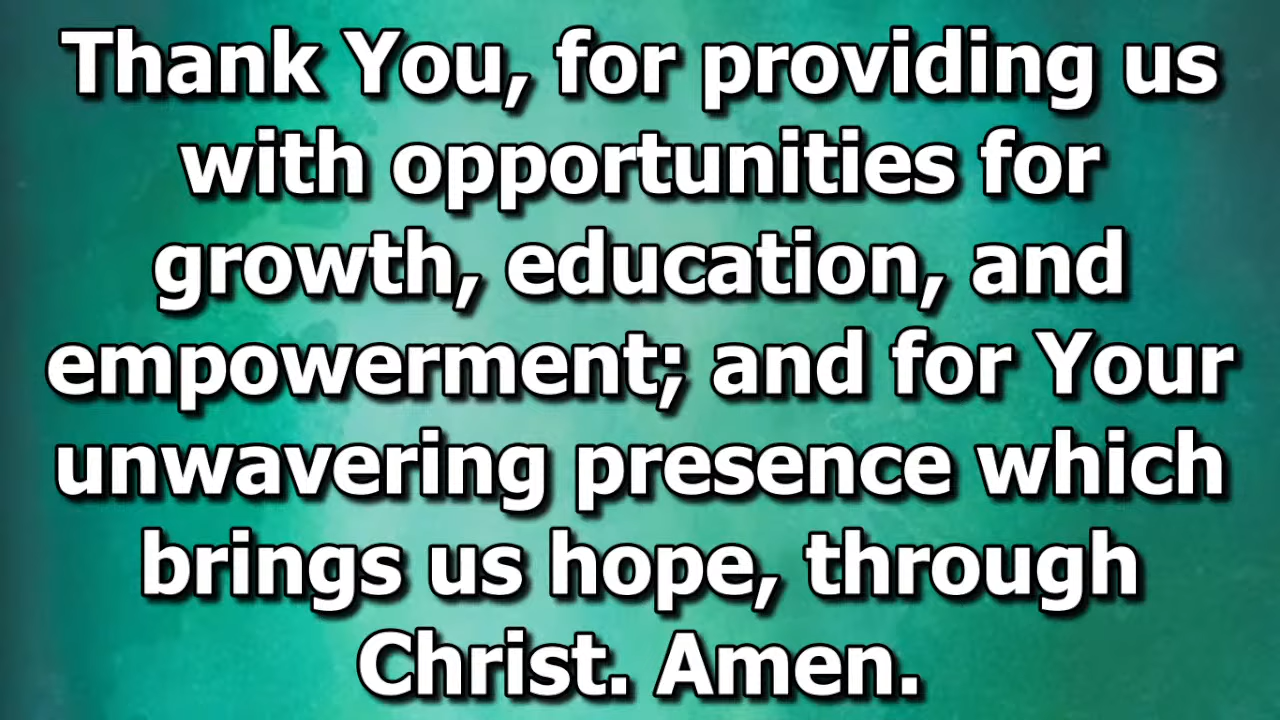 Thank You, for providing us
with opportunities for
growth, education, and
empowerment; and for Your
unwavering presence which
brings us hope, through
Christ. Amen.